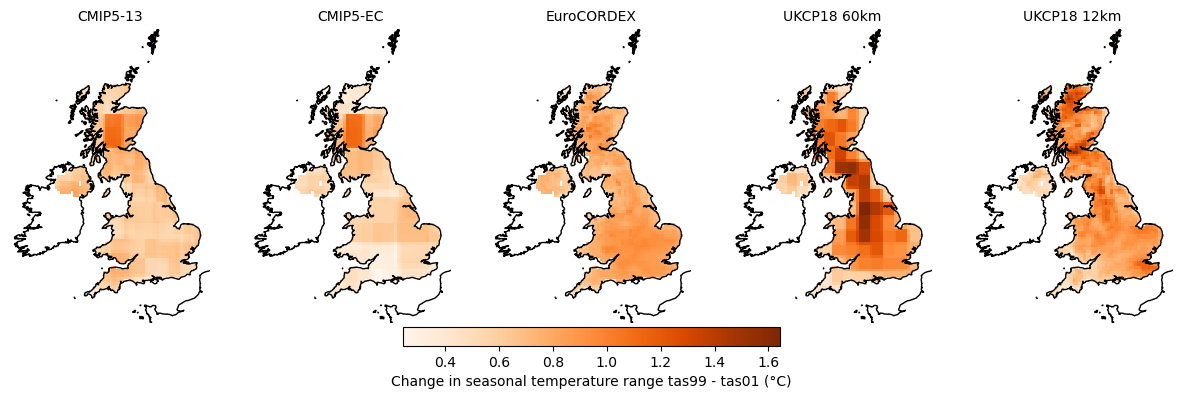 CMIP5-13 CMIP5-EC EuroCORDEX UKCP18 60km UKCP18 12km
0.4 0.6 0.8 1.0 1.2 1.4 1.6
Change in seasonal temperature range tas99 - tas01 (°C)